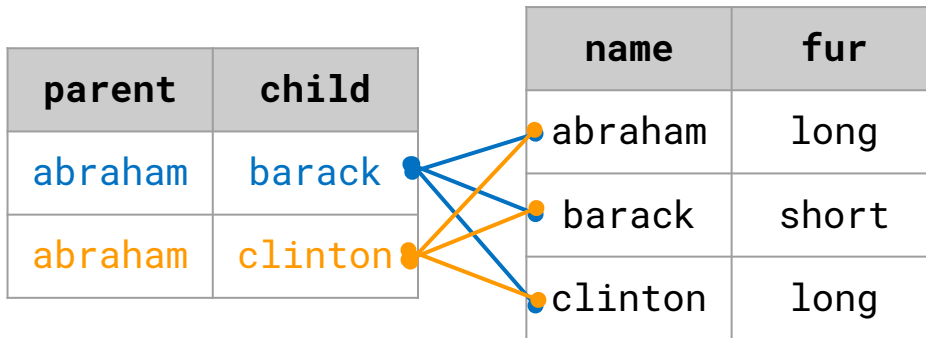 parent child
abraham barack
abraham clinton
name fur
abraham long
barack short
clinton long